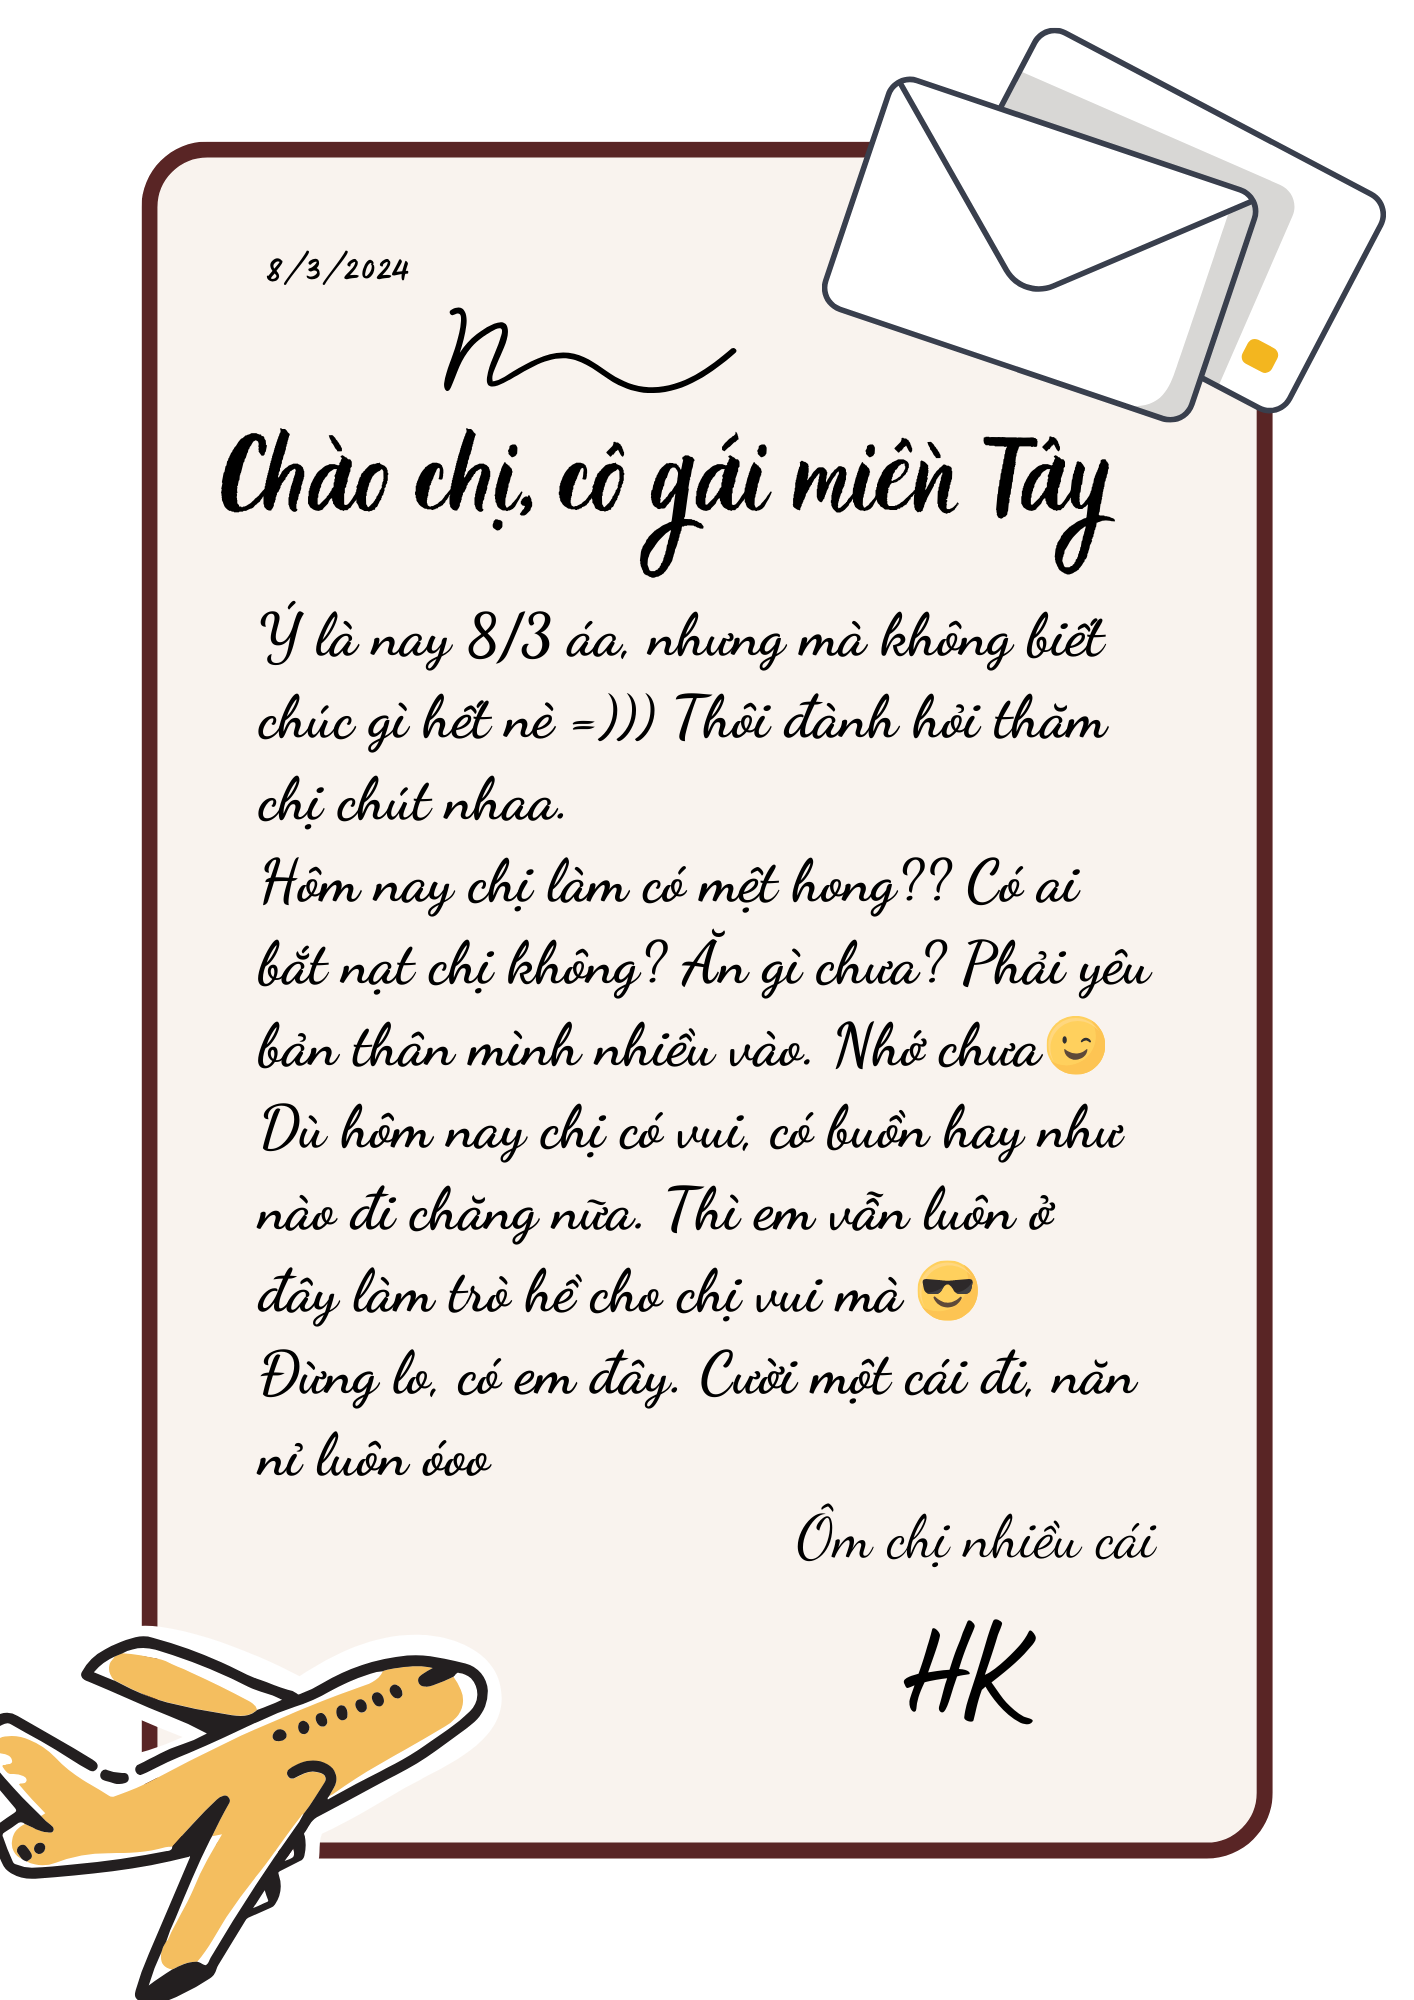 8/3/2024
Chào chị, cô gái miền Tây
Ý là nay 8/3 áa, nhưng mà không biết
chúc gì hết nè =))) Thôi đành hỏi thăm
chị chút nhaa.
Hôm nay chị làm có mệt hong?? Có ai
bắt nạt chị không? Ăn gì chưa? Phải yêu
bản thân mình nhiều vào. Nhớ chưa😉
Dù hôm nay chị có vui, có buồn hay như
nào đi chăng nữa. Thì em vẫn luôn ở
đây làm trò hề cho chị vui mà 😎
Đừng lo, có em đây. Cười một cái đi, năn
nỉ luôn óoo
Ôm chị nhiều cái
HK